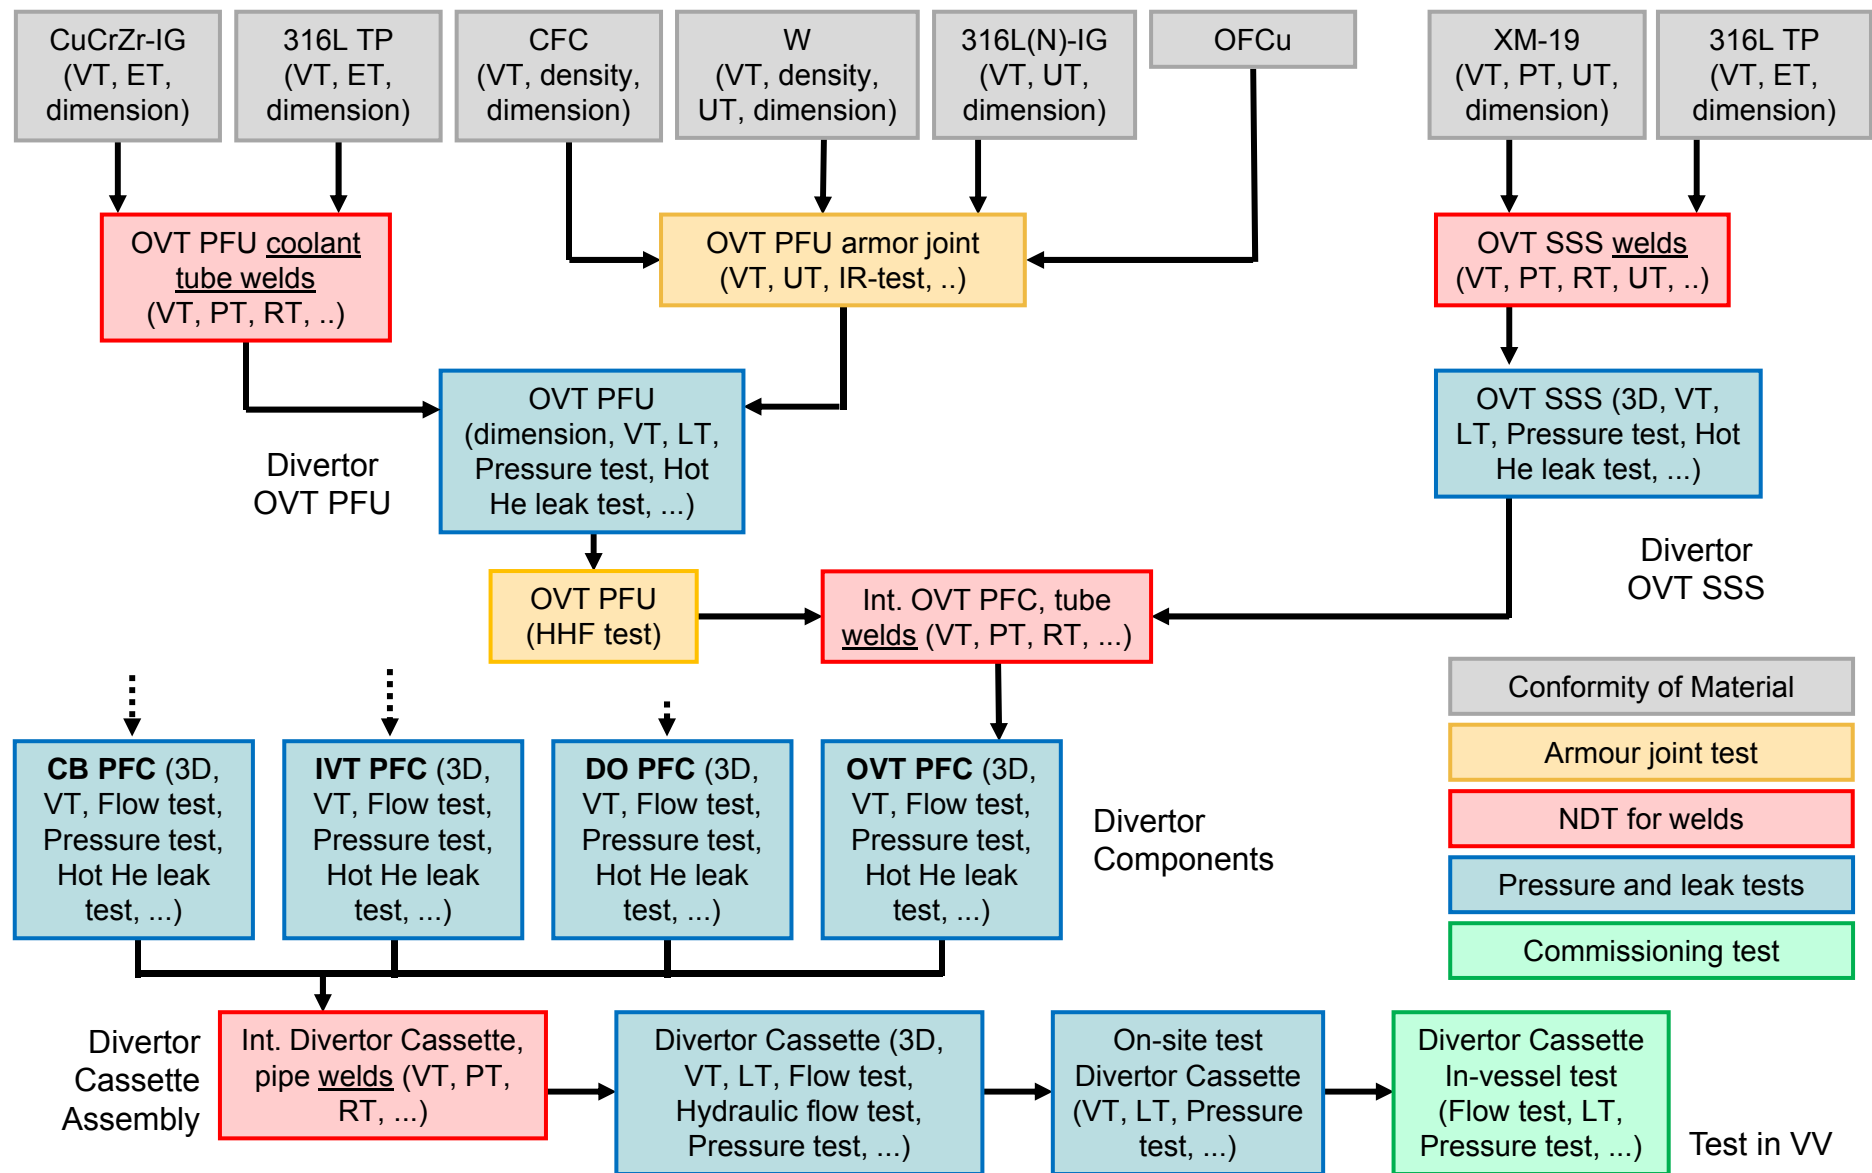 CuCrZr-IG
(VT, ET,
dimension)
316L TP
(VT, ET,
dimension)
CFC
(VT, density,
dimension)
W
(VT, density,
UT, dimension)
316L(N)-IG
(VT, UT,
dimension)
OFCu
XM-19
(VT, PT, UT,
dimension)
316L TP
(VT, ET,
dimension)
OVT PFU coolant
tube welds
(VT, PT, RT, ..)
OVT PFU armor joint
(VT, UT, IR-test, ..)
OVT SSS welds
(VT, PT, RT, UT, ..)
Divertor
OVT PFU
OVT PFU
(dimension, VT, LT,
Pressure test, Hot
He leak test, ...)
OVT SSS (3D, VT,
LT, Pressure test, Hot
He leak test, ...)
Divertor
OVT SSS
OVT PFU
(HHF test)
Int. OVT PFC, tube
welds (VT, PT, RT, ...)
CB PFC (3D,
VT, Flow test,
Pressure test,
Hot He leak
test, ...)
IVT PFC (3D,
VT, Flow test,
Pressure test,
Hot He leak
test, ...)
DO PFC (3D,
VT, Flow test,
Pressure test,
Hot He leak
test, ...)
OVT PFC (3D,
VT, Flow test,
Pressure test,
Hot He leak
test, ...)
Divertor
Components
Conformity of Material
Armour joint test
NDT for welds
Pressure and leak tests
Commissioning test
Divertor
Cassette
Assembly
Int. Divertor Cassette,
pipe welds (VT, PT,
RT, ...)
Divertor Cassette (3D,
VT, LT, Flow test,
Hydraulic flow test,
Pressure test, ...)
On-site test
Divertor Cassette
(VT, LT, Pressure
test, ...)
Divertor Cassette
In-vessel test
(Flow test, LT,
Pressure test, ...)
Test in VV